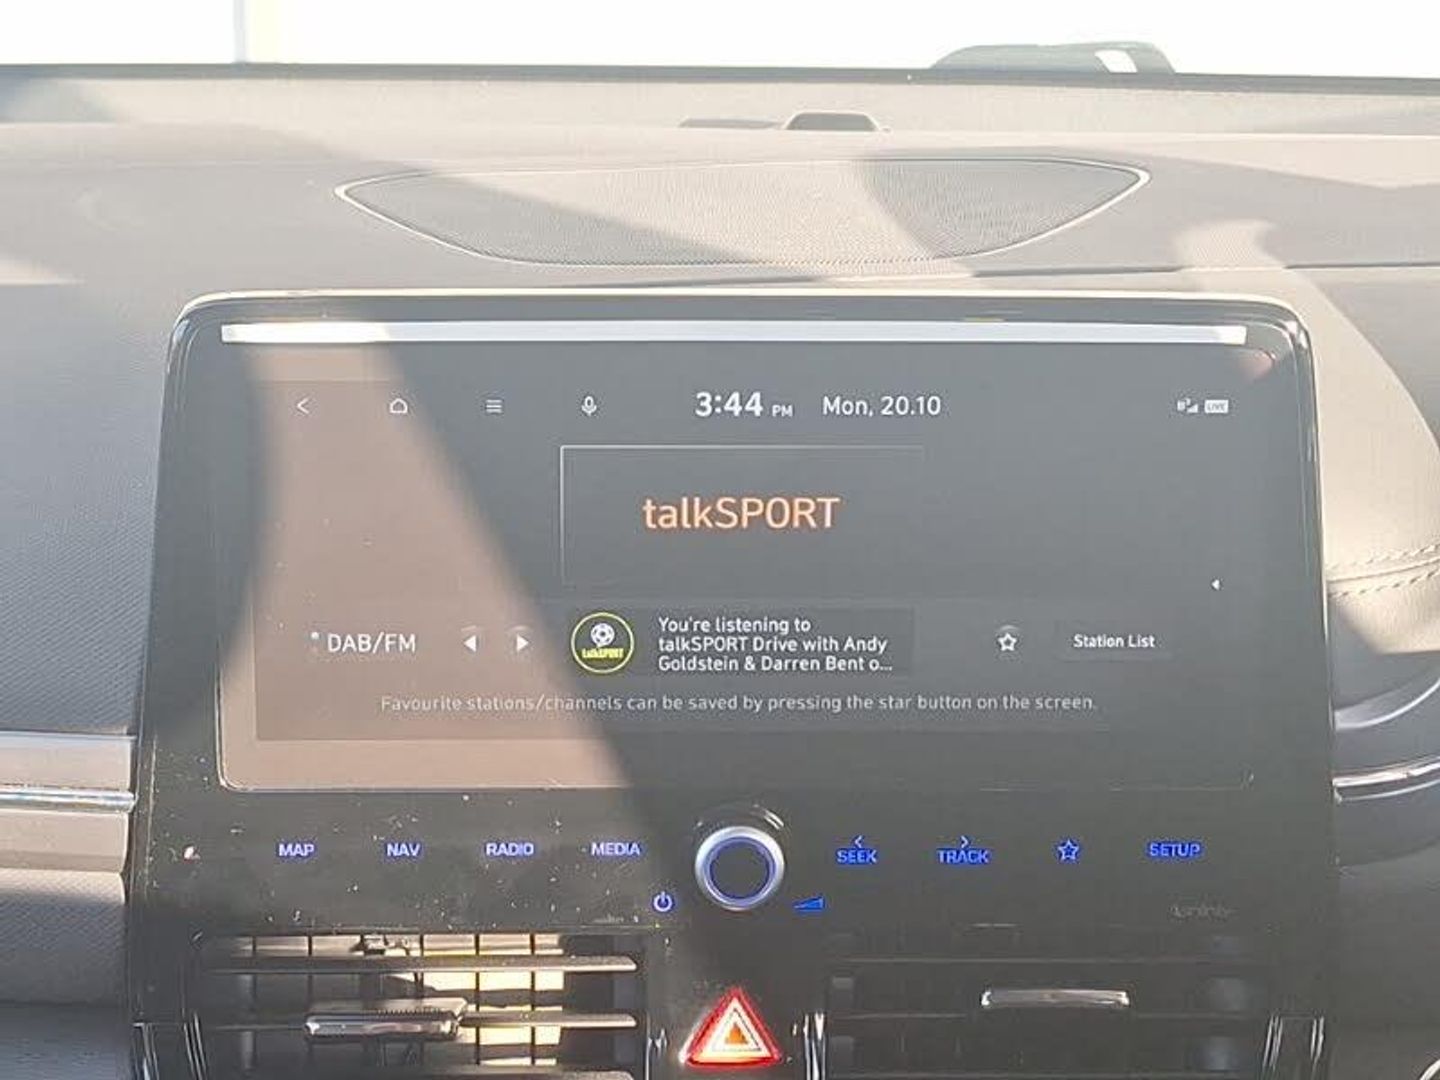 3:44 PM Mon, 20.10
LIVE
talkSPORT
DAB/FM
talkSPORT
You're listening to
talkSPORT Drive with Andy
Goldstein & Darren Bent o...
Station List
Favourite stations/channels can be saved by pressing the star button on the screen.
MAP NAV RADIO MEDIA SEEK TRACK SETUP